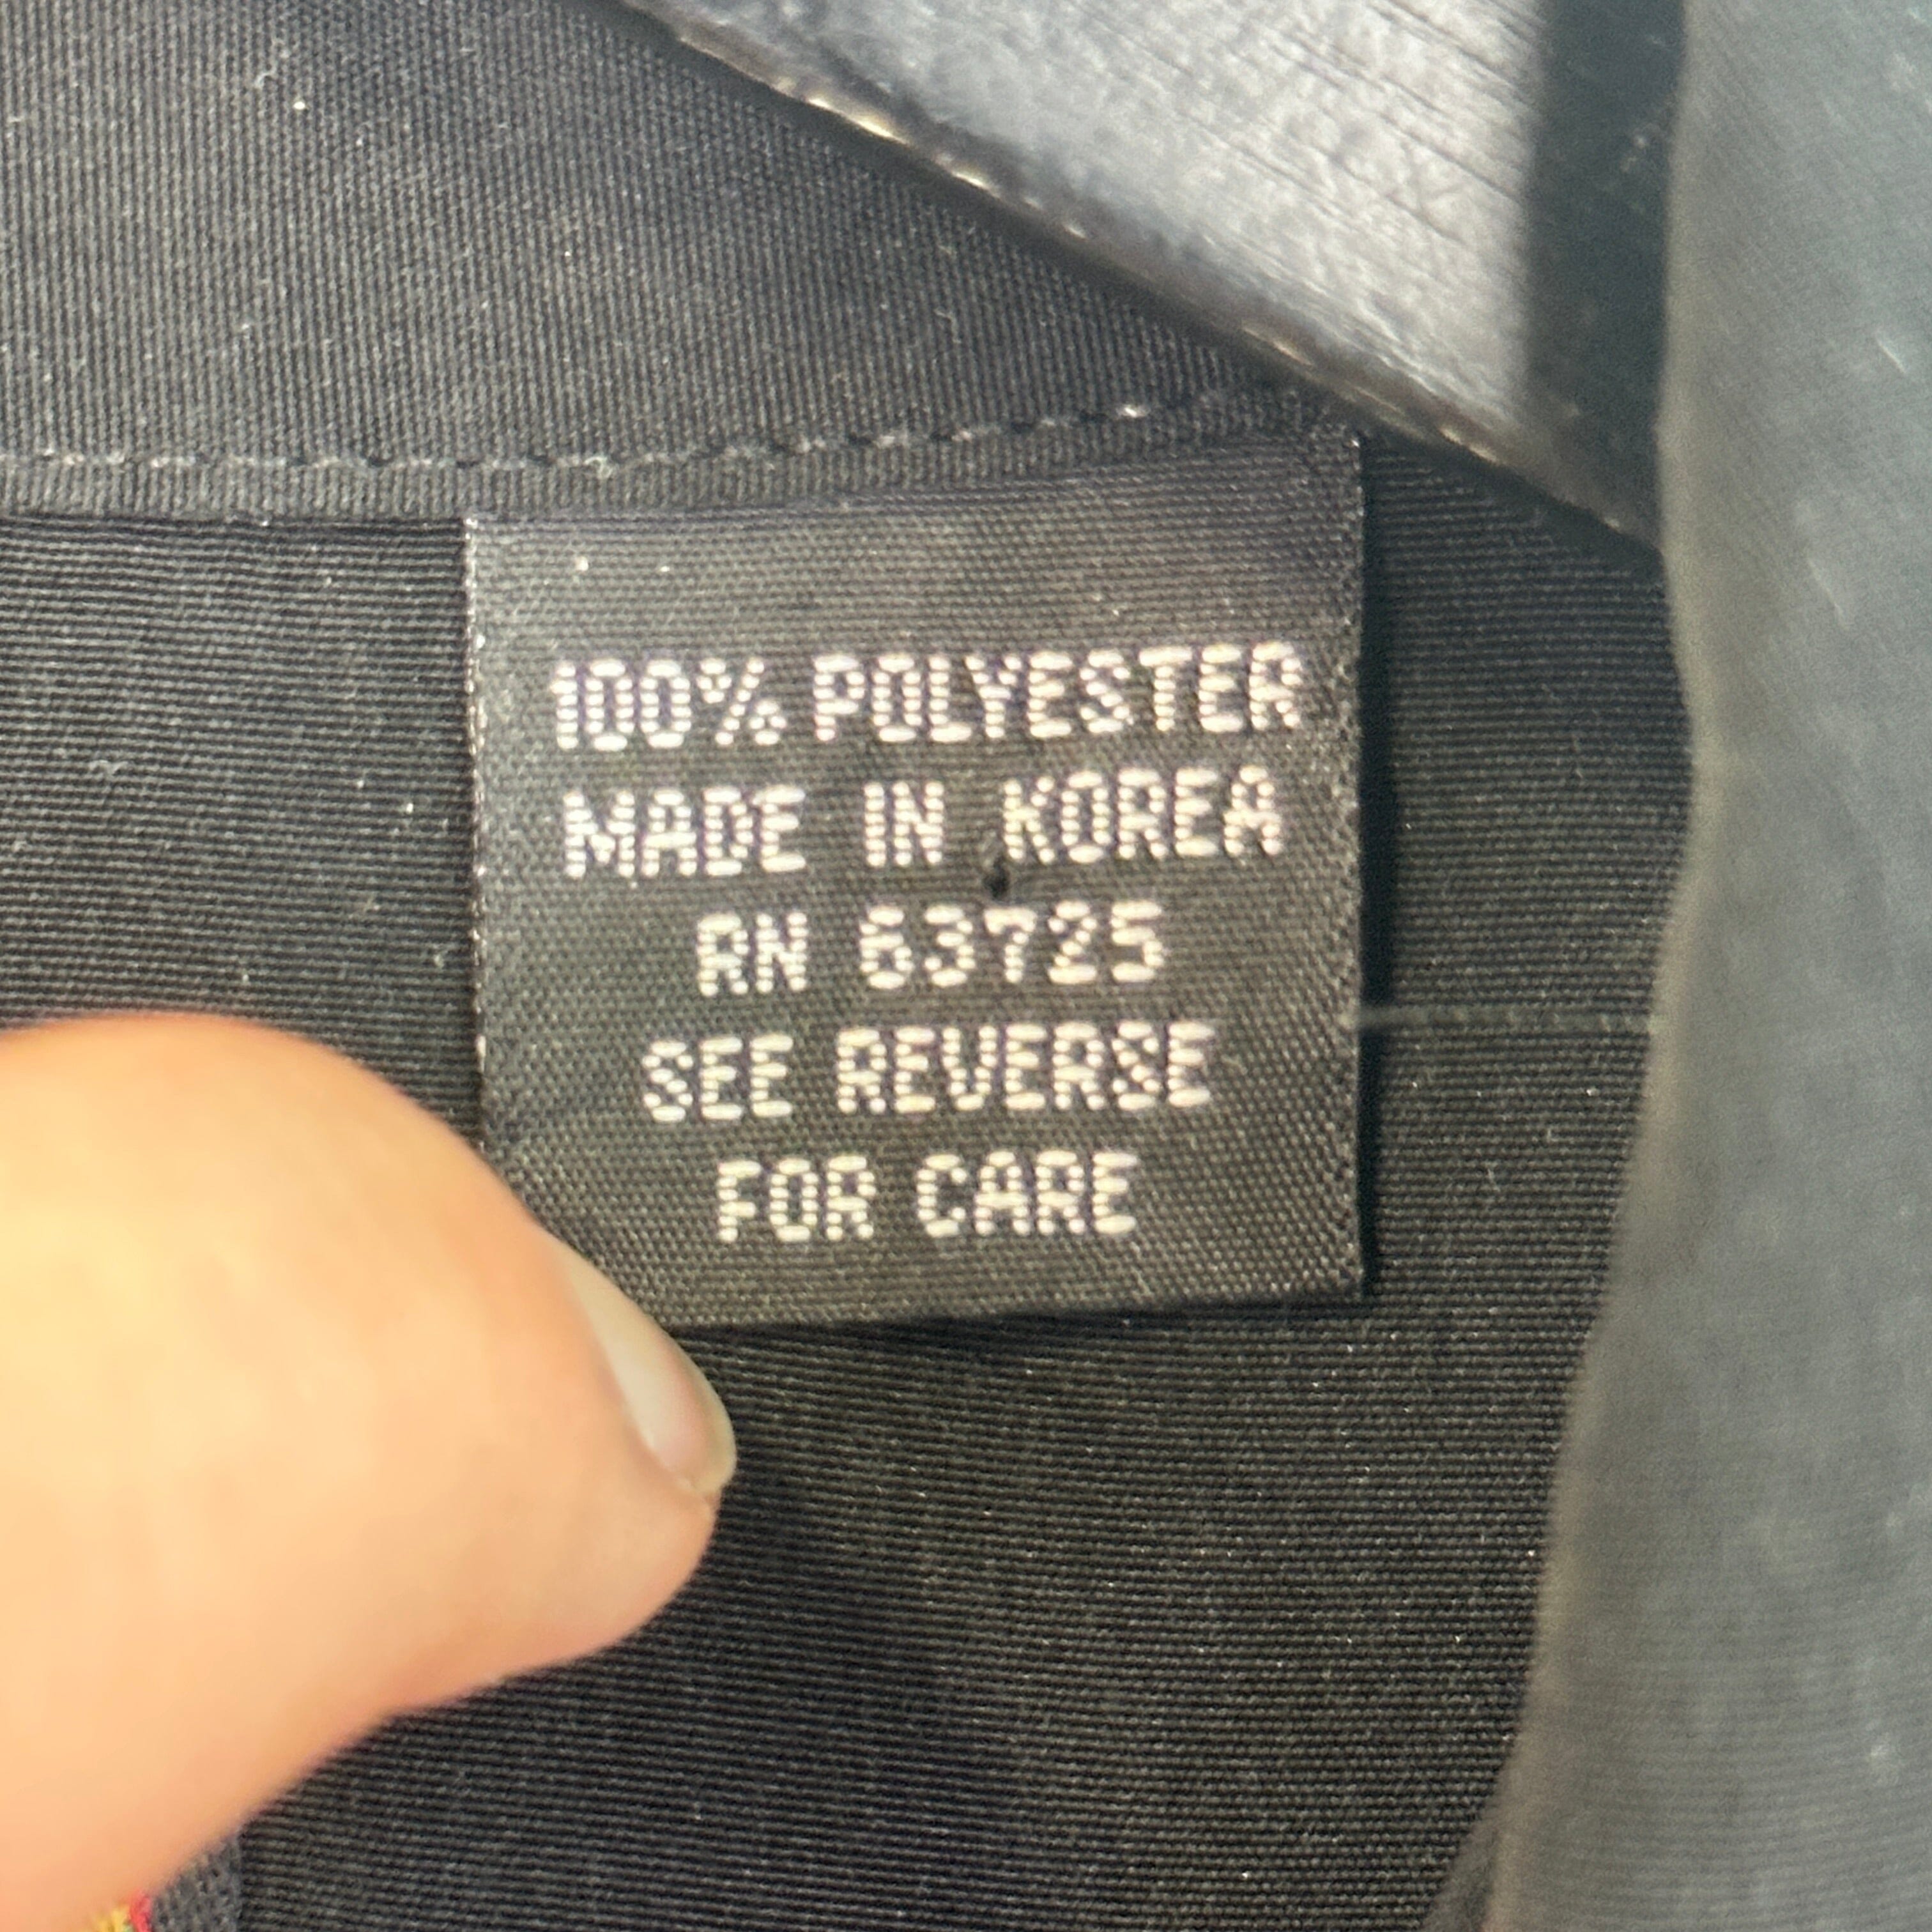 100% POLYESTER
MADE IN KOREA
RN 63725
SEE REVERSE
FOR CARE